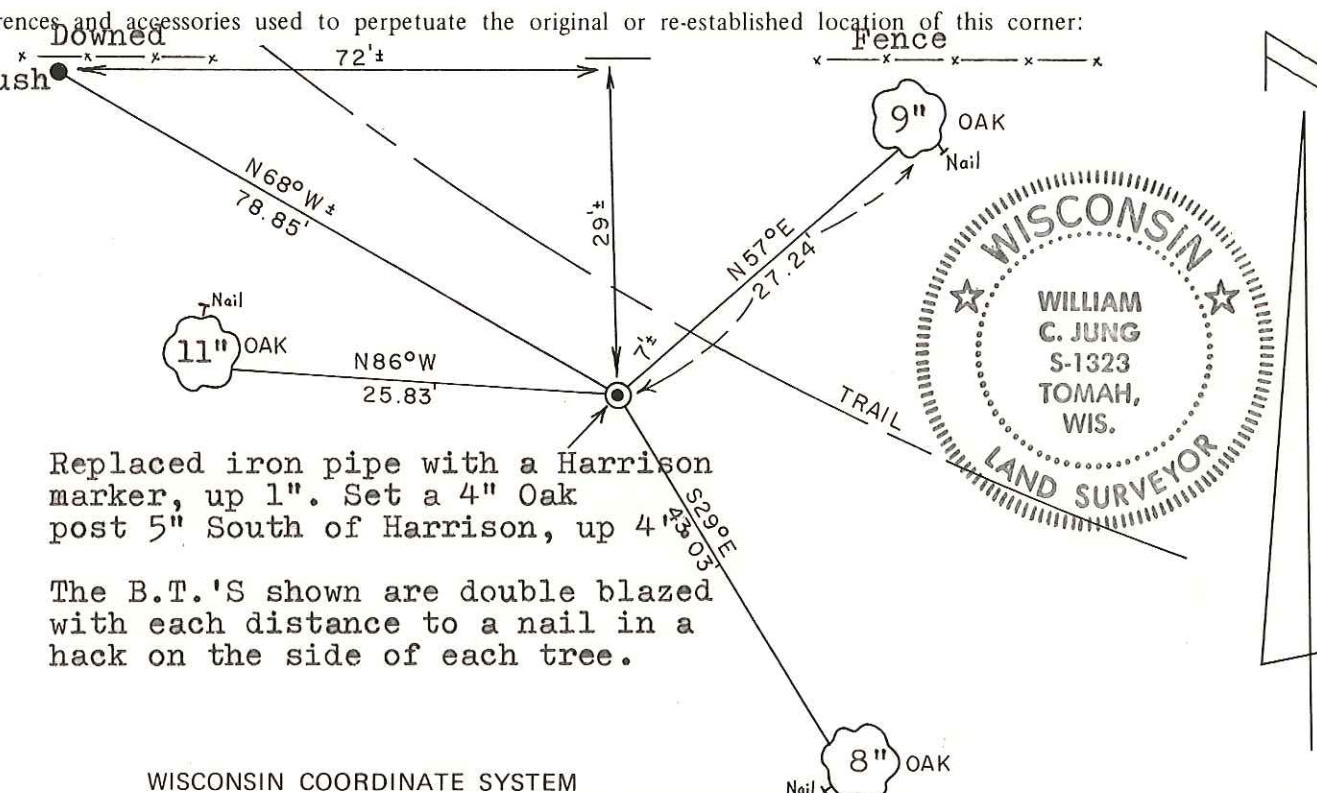 rences and accessories used to perpetuate the original or re-established location of this corner:
Downed
Fence
72'±
ush
9" OAK
Nail
N68°W±
78.85'
29'±
N57°E
27.24'
7'±
Nail
11" OAK
N86°W
25.83'
TRAIL
WISCONSIN
WILLIAM
C. JUNG
S-1323
TOMAH,
WIS.
LAND SURVEYOR
Replaced iron pipe with a Harrison
marker, up 1". Set a 4" Oak
post 5" South of Harrison, up 4'.
S29°E
43.03'
The B.T.'S shown are double blazed
with each distance to a nail in a
hack on the side of each tree.
8" OAK
Nail
WISCONSIN COORDINATE SYSTEM